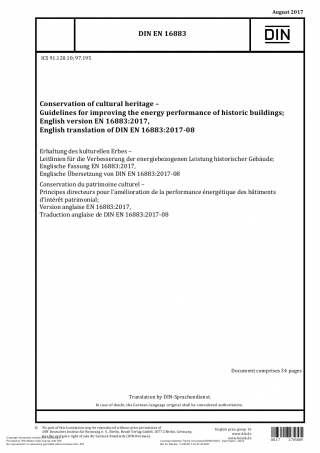 August 2017
DIN EN 16883
DIN
ICS 91.120.10; 97.195
Conservation of cultural heritage –
Guidelines for improving the energy performance of historic buildings;
English version EN 16883:2017,
English translation of DIN EN 16883:2017-08
Erhaltung des kulturellen Erbes –
Leitlinien für die Verbesserung der energiebezogenen Leistung historischer Gebäude;
Englische Fassung EN 16883:2017,
Englische Übersetzung von DIN EN 16883:2017-08
Conservation du patrimoine culturel –
Principes directeurs pour l'amélioration de la performance énergétique des bâtiments
d'intérêt patrimonial;
Version anglaise EN 16883:2017,
Traduction anglaise de DIN EN 16883:2017-08
Document comprises 34 pages
Translation by DIN-Sprachendienst.
In case of doubt, the German-language original shall be considered authoritative.
No part of this translation may be reproduced without prior permission of
DIN Deutsches Institut für Normung e. V., Berlin. Beuth Verlag GmbH, 10772 Berlin, Germany,
has the exclusive right of sale for German Standards (DIN-Normen).
English price group 16
www.din.de
www.beuth.de